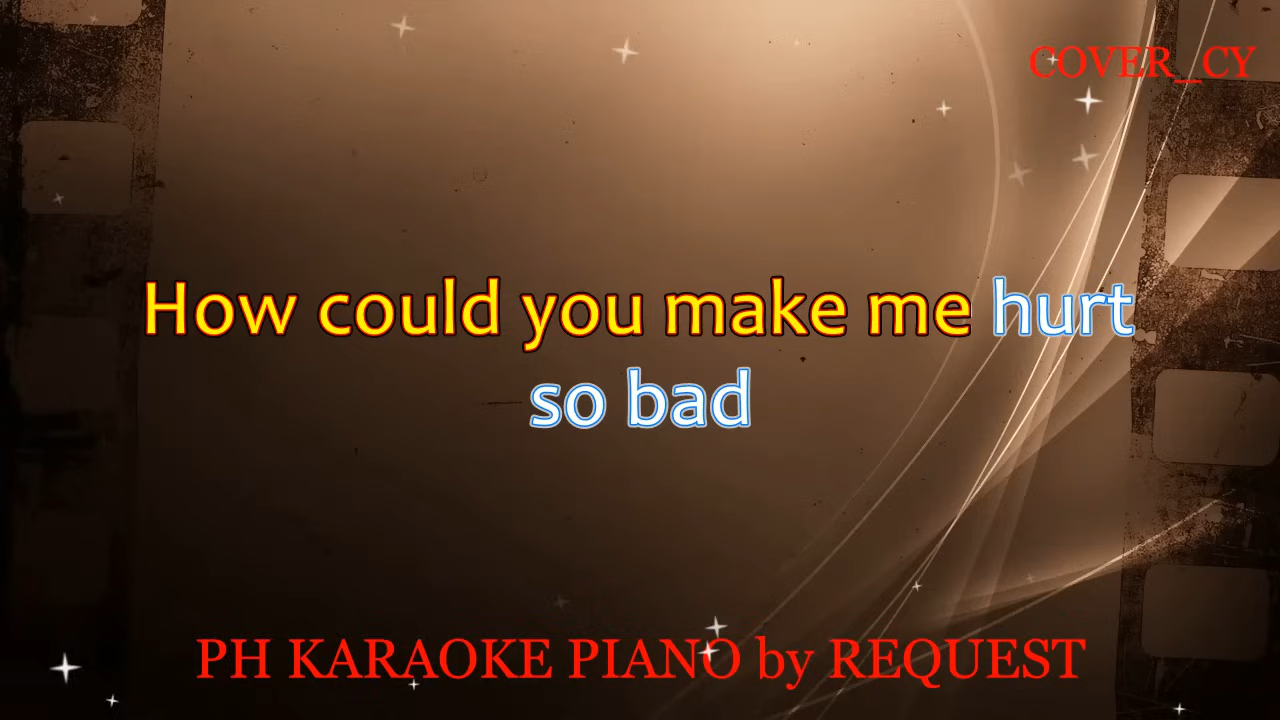 COVER_CY
How could you make me hurt
so bad
PH KARAOKE PIANO by REQUEST